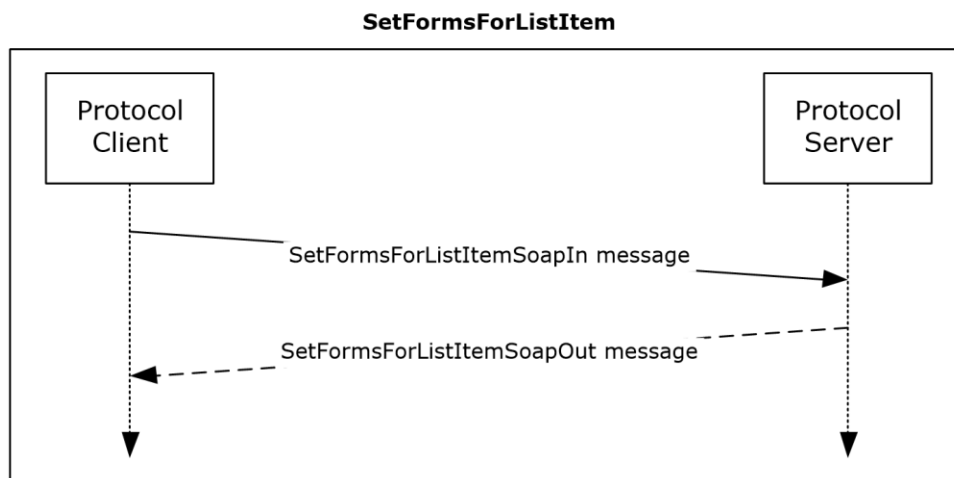 SetFormsForListItem
Protocol
Client
Protocol
Server
SetFormsForListItemSoapIn message
SetFormsForListItemSoapOut message